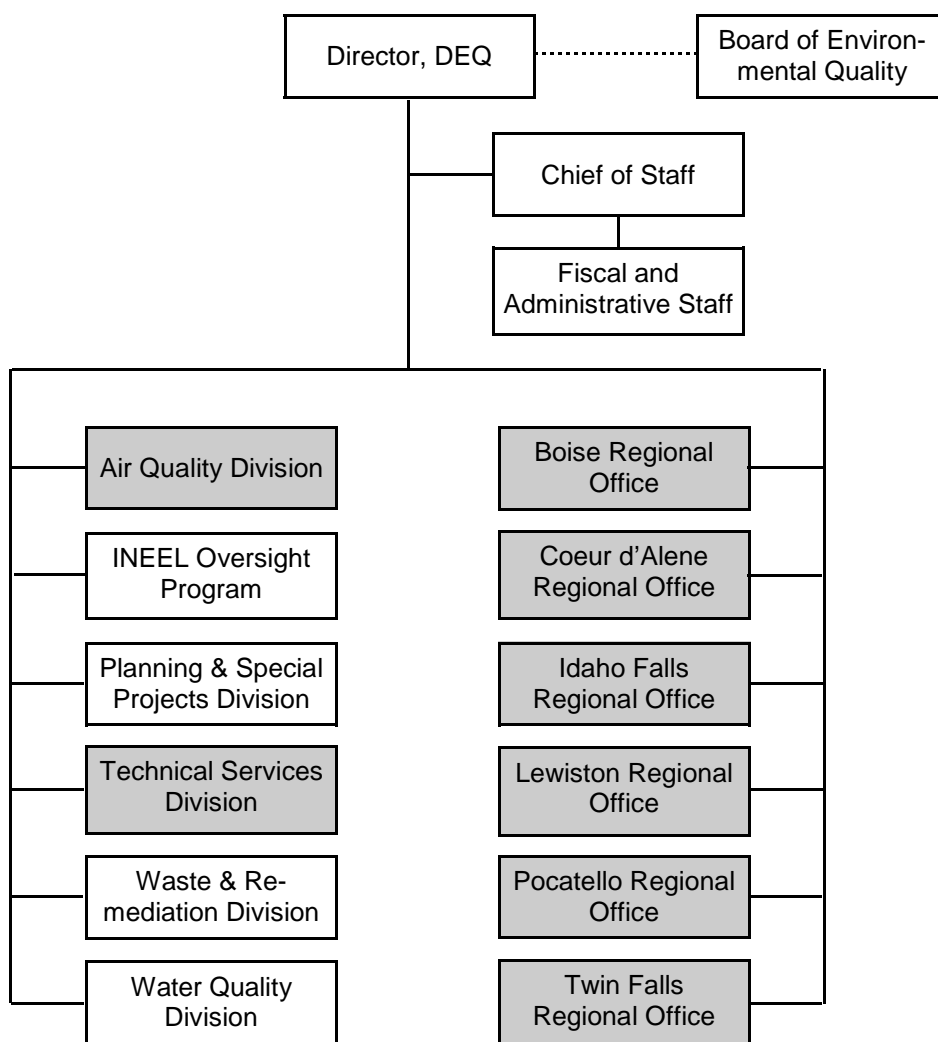 Director, DEQ
Board of Environ-
mental Quality
Chief of Staff
Fiscal and
Administrative Staff
Air Quality Division
INEEL Oversight
Program
Planning & Special
Projects Division
Technical Services
Division
Waste & Re-
mediation Division
Water Quality
Division
Boise Regional
Office
Coeur d’Alene
Regional Office
Idaho Falls
Regional Office
Lewiston Regional
Office
Pocatello Regional
Office
Twin Falls
Regional Office